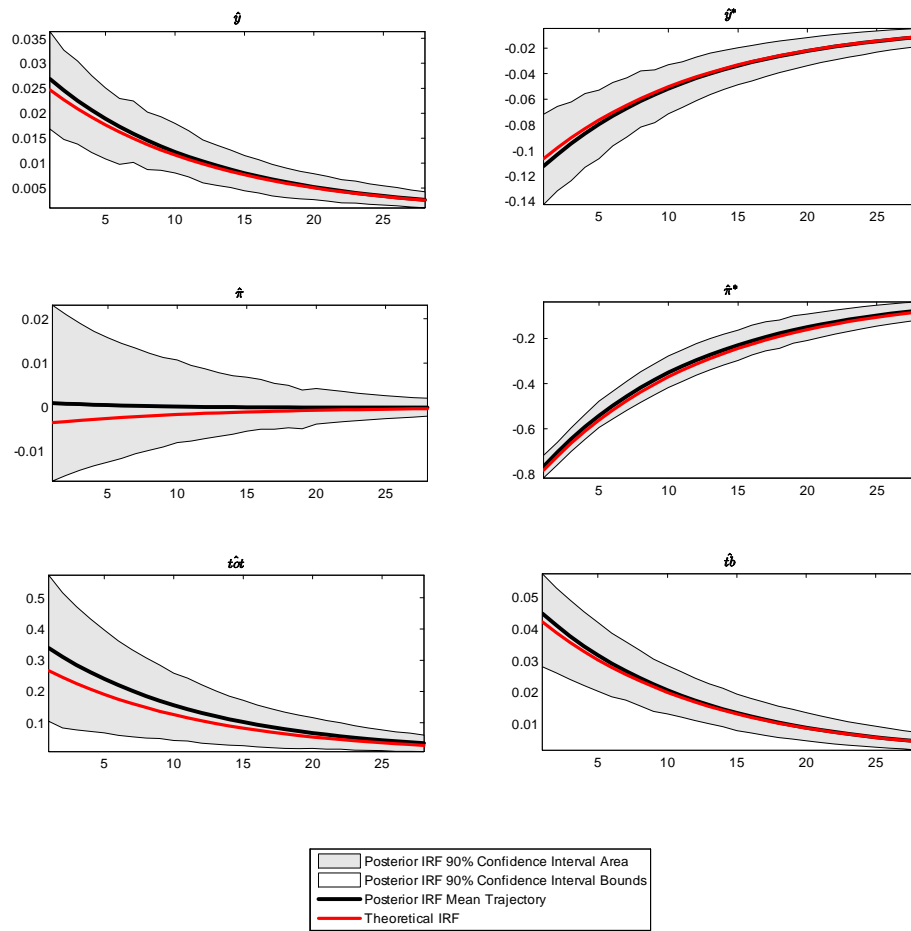 ŷ
0.035
0.03
0.025
0.02
0.015
0.01
0.005
5 10 15 20 25
ŷ*
-0.02
-0.04
-0.06
-0.08
-0.1
-0.12
-0.14
5 10 15 20 25
π̂
0.02
0.01
0
-0.01
5 10 15 20 25
π̂*
-0.2
-0.4
-0.6
-0.8
5 10 15 20 25
tôt
0.5
0.4
0.3
0.2
0.1
5 10 15 20 25
t̂b
0.05
0.04
0.03
0.02
0.01
5 10 15 20 25
Posterior IRF 90% Confidence Interval Area
Posterior IRF 90% Confidence Interval Bounds
Posterior IRF Mean Trajectory
Theoretical IRF